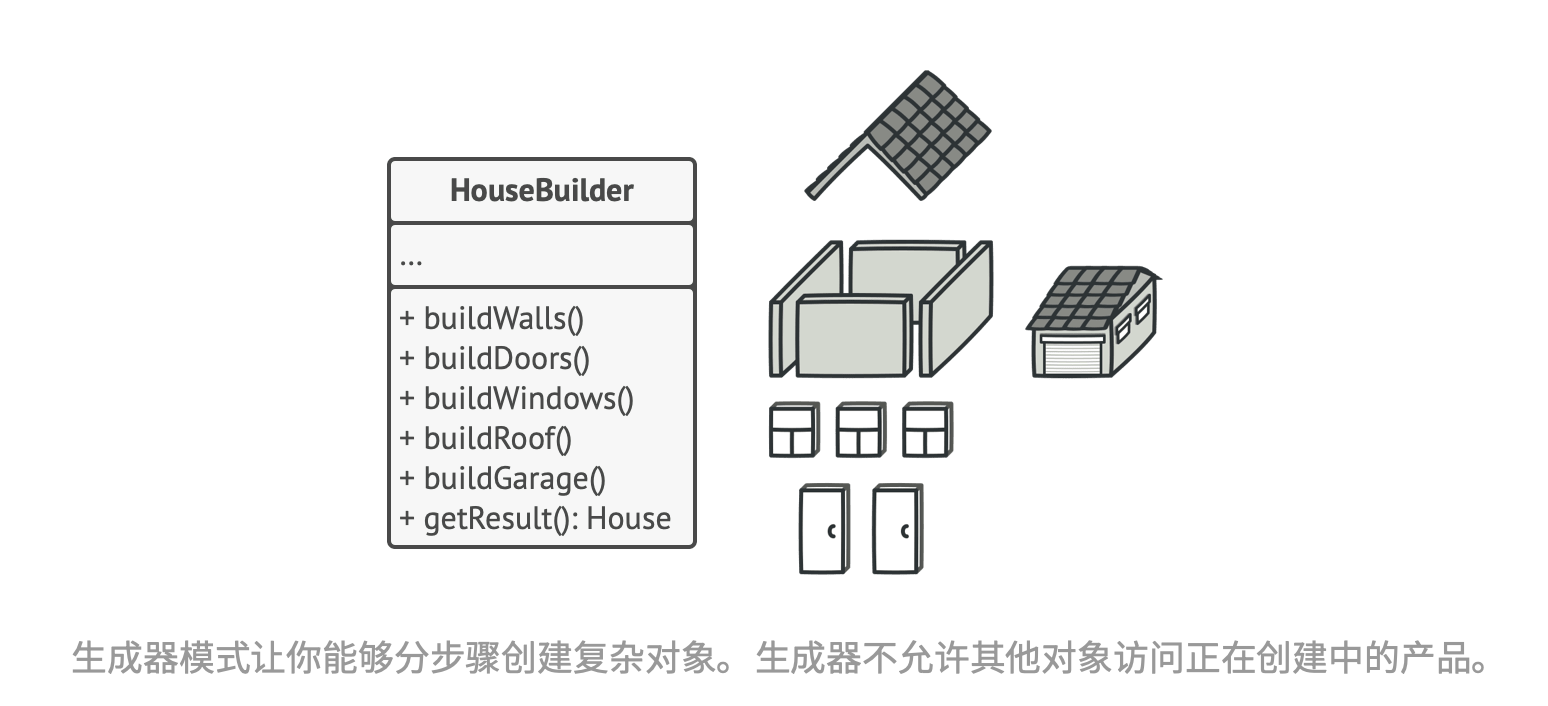 HouseBuilder
...
+ buildWalls()
+ buildDoors()
+ buildWindows()
+ buildRoof()
+ buildGarage()
+ getResult(): House
生成器模式让你能够分步骤创建复杂对象。 生成器不允许其他对象访问正在创建中的产品。